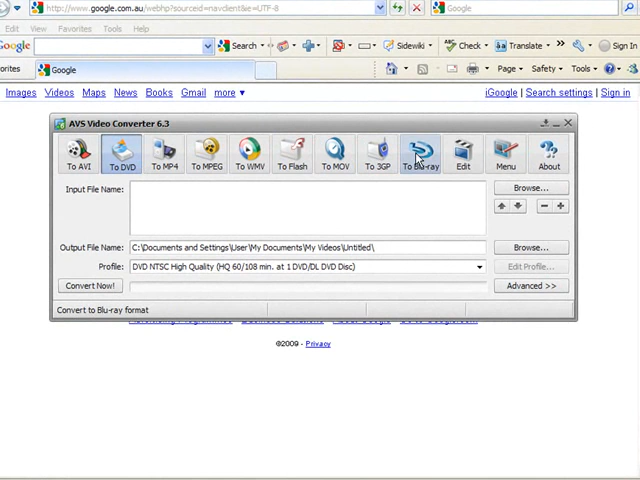 http://www.google.com.au/webhp?sourceid=navclient&ie=UTF-8
Google
Edit View Favorites Tools Help
Google Search Sidewiki Check Translate Sign In
Google
Page Safety Tools
Images Videos Maps News Books Gmail more ▼
iGoogle | Search settings | Sign in
AVS Video Converter 6.3
To AVI To DVD To MP4 To MPEG To WMV To Flash To MOV To 3GP To Blu-ray Edit Menu About
Input File Name:
Browse...
Output File Name: C:\Documents and Settings\User\My Documents\My Videos\Untitled\
Browse...
Profile: DVD NTSC High Quality (HQ 60/108 min. at 1 DVD/DL DVD Disc)
Edit Profile...
Convert Now!
Advanced >>
Convert to Blu-ray format
©2009 - Privacy